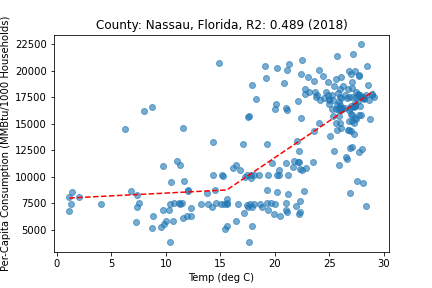 County: Nassau, Florida, R2: 0.489 (2018)
Per-Capita Consumption (MMBtu/1000 Households)
22500
20000
17500
15000
12500
10000
7500
5000
0 5 10 15 20 25 30
Temp (deg C)